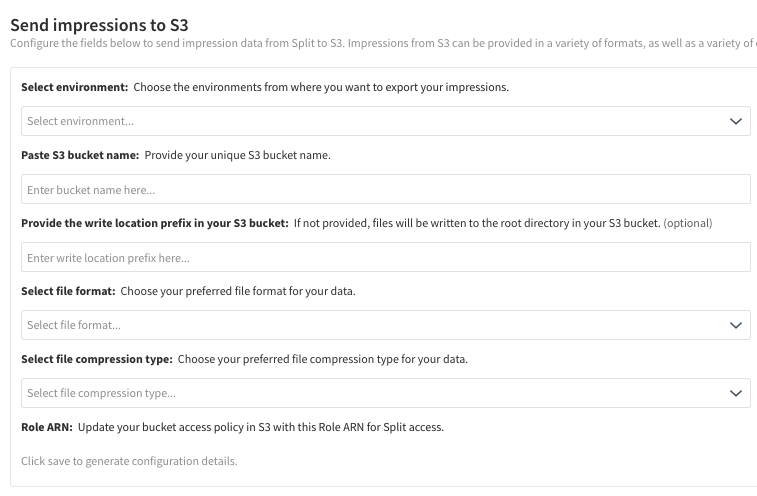 Send impressions to S3
Configure the fields below to send impression data from Split to S3. Impressions from S3 can be provided in a variety of formats, as well as a variety of
Select environment: Choose the environments from where you want to export your impressions.
Select environment...
Paste S3 bucket name: Provide your unique S3 bucket name.
Enter bucket name here...
Provide the write location prefix in your S3 bucket: If not provided, files will be written to the root directory in your S3 bucket. (optional)
Enter write location prefix here...
Select file format: Choose your preferred file format for your data.
Select file format...
Select file compression type: Choose your preferred file compression type for your data.
Select file compression type...
Role ARN: Update your bucket access policy in S3 with this Role ARN for Split access.
Click save to generate configuration details.